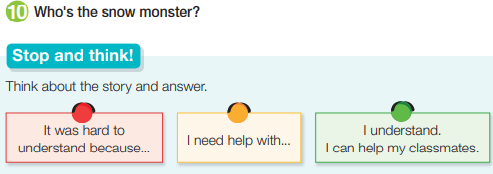 10 Who's the snow monster?
Stop and think!
Think about the story and answer.
It was hard to
understand because...
I need help with...
I understand.
I can help my classmates.